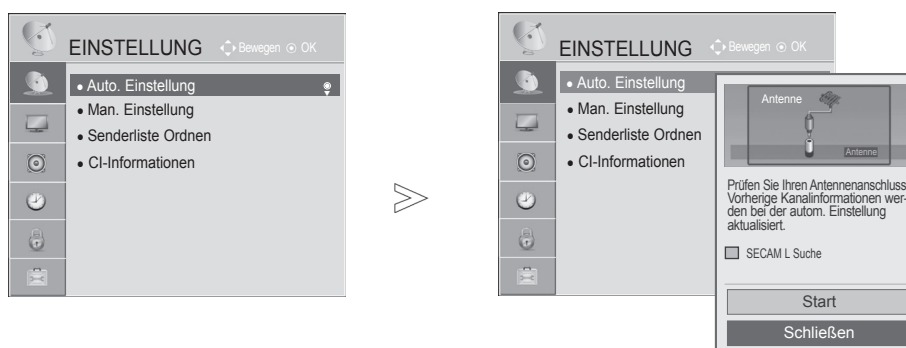 EINSTELLUNG Bewegen OK
• Auto. Einstellung
• Man. Einstellung
• Senderliste Ordnen
• CI-Informationen
EINSTELLUNG Bewegen OK
• Auto. Einstellung
• Man. Einstellung
• Senderliste Ordnen
• CI-Informationen
Antenne
Antenne
Prüfen Sie Ihren Antennenanschluss
Vorherige Kanalinformationen wer-
den bei der autom. Einstellung
aktualisiert.
SECAM L Suche
Start
Schließen